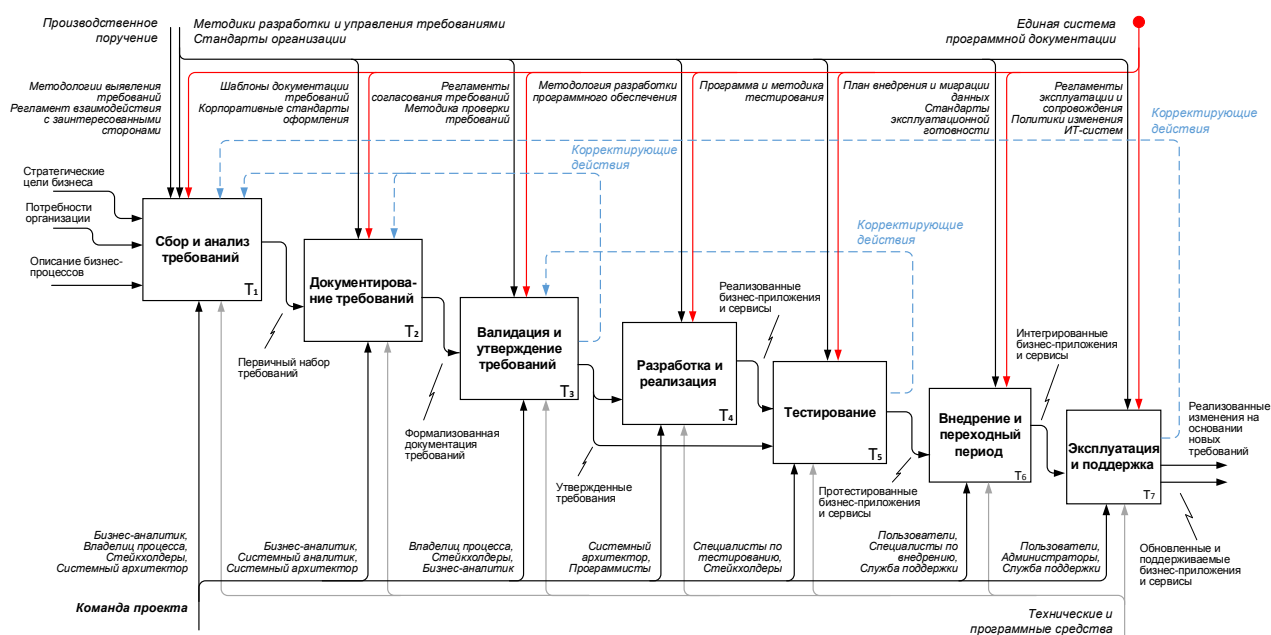 Производственное
поручение
Методики разработки и управления требованиями
Стандарты организации
Единая система
программной документации
Методологии выявления
требований
Регламент взаимодействия
с заинтересованными
сторонами
Шаблоны документации
требований
Корпоративные стандарты
оформления
Регламенты
согласования требований
Методика проверки
требований
Методология разработки
программного обеспечения
Программа и методика
тестирования
План внедрения и миграции
данных
Стандарты
эксплуатационной
готовности
Регламенты
эксплуатации и
сопровождения
Политики изменения
ИТ-систем
Корректирующие
действия
Корректирующие
действия
Корректирующие
действия
Стратегические
цели бизнеса
Потребности
организации
Описание бизнес-
процессов
Сбор и анализ
требований
T1
Документирова-
ние требований
T2
Валидация и
утверждение
требований
T3
Разработка и
реализация
T4
Тестирование
T5
Внедрение и
переходный
период
T6
Эксплуатация
и поддержка
T7
Первичный набор
требований
Формализованная
документация
требований
Утвержденные
требования
Реализованные
бизнес-приложения
и сервисы
Протестированные
бизнес-приложения
и сервисы
Интегрированные
бизнес-приложения
и сервисы
Реализованные
изменения на
основании
новых
требований
Обновленные и
поддерживаемые
бизнес-приложения
и сервисы
Бизнес-аналитик,
Владелиц процесса,
Стейкхолдеры,
Системный архитектор
Бизнес-аналитик,
Системный аналитик,
Системный архитектор
Владелиц процесса,
Стейкхолдеры,
Бизнес-аналитик
Системный
архитектор,
Программисты
Специалисты по
тестированию,
Стейкхолдеры
Пользователи,
Специалисты по
внедрению,
Служба поддержки
Пользователи,
Администраторы,
Служба поддержки
Команда проекта
Технические и
программные средства